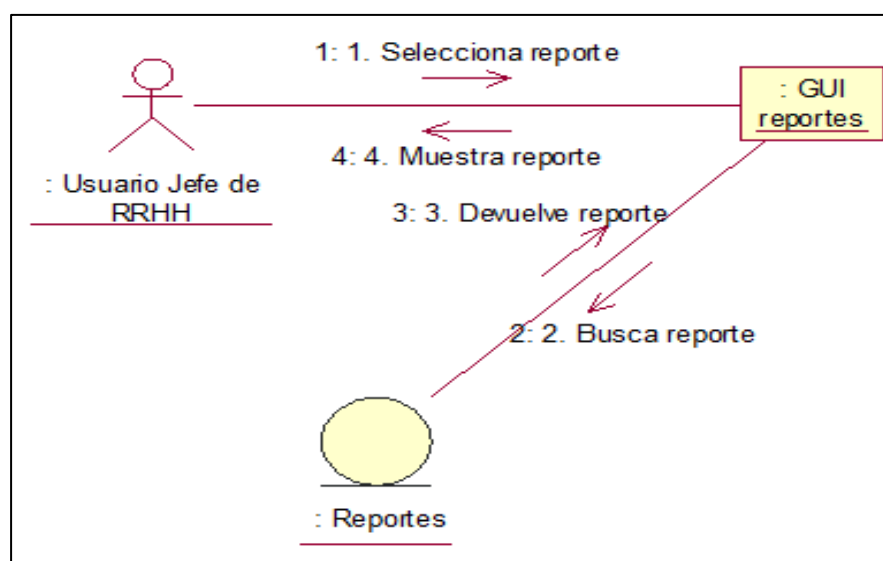 1: 1. Selecciona reporte
: GUI
reportes
4: 4. Muestra reporte
: Usuario Jefe de
RRHH
3: 3. Devuelve reporte
2: 2. Busca reporte
: Reportes